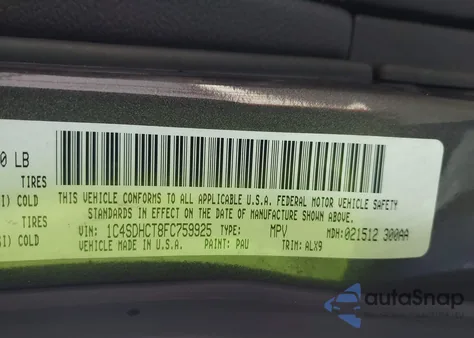 0 LB
TIRES
SI) COLD
TIRES
SI) COLD
THIS VEHICLE CONFORMS TO ALL APPLICABLE U.S.A. FEDERAL MOTOR VEHICLE SAFETY
STANDARDS IN EFFECT ON THE DATE OF MANUFACTURE SHOWN ABOVE.
VIN: 1C4SDHCT8FC759925 TYPE: MPV MDH: 021512 300AA
VEHICLE MADE IN U.S.A. PAINT: PAU TRIM: ALX9
autoSnap